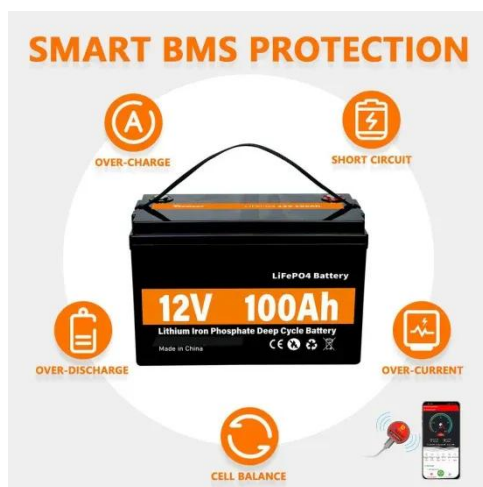 SMART BMS PROTECTION
A
OVER-CHARGE
SHORT CIRCUIT
LiFePO4 Battery
12V 100Ah
Lithium Iron Phosphate Deep Cycle Battery
Made in China
CE
OVER-DISCHARGE
OVER-CURRENT
CELL BALANCE